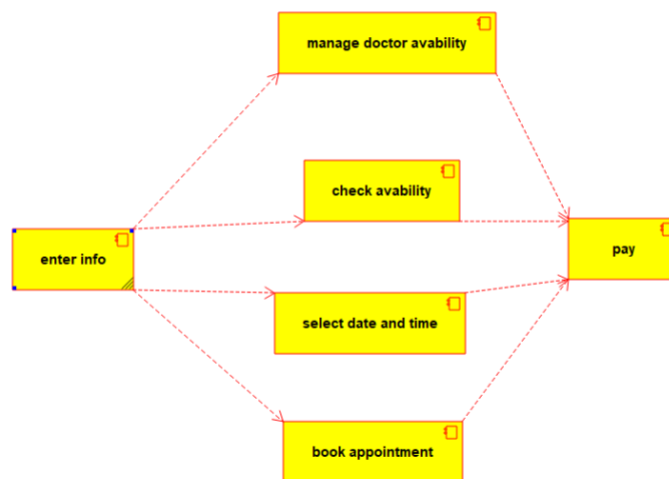 manage doctor avability
check avability
enter info
pay
select date and time
book appointment